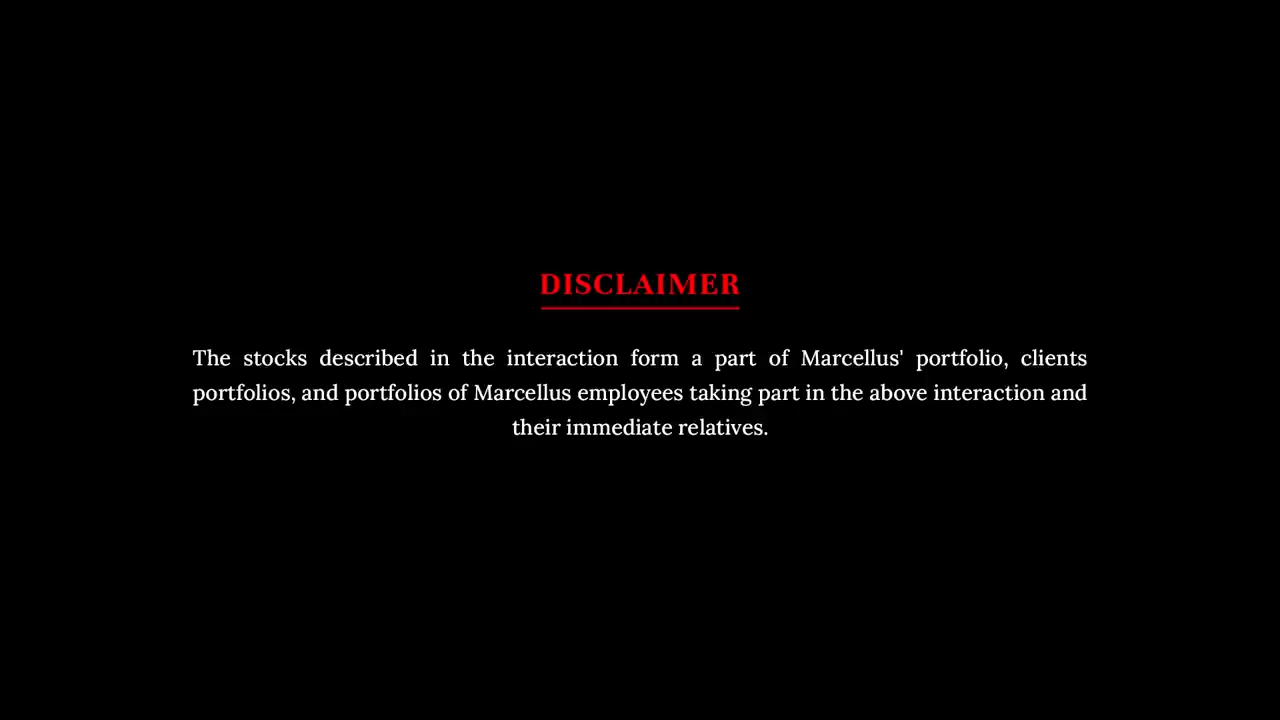 DISCLAIMER
The stocks described in the interaction form a part of Marcellus' portfolio, clients
portfolios, and portfolios of Marcellus employees taking part in the above interaction and
their immediate relatives.